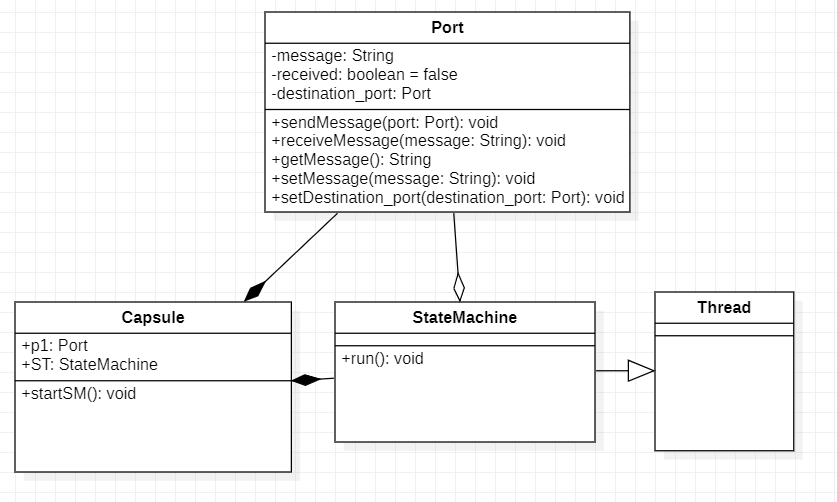 Port
-message: String
-received: boolean = false
-destination_port: Port
+sendMessage(port: Port): void
+receiveMessage(message: String): void
+getMessage(): String
+setMessage(message: String): void
+setDestination_port(destination_port: Port): void
Capsule
+p1: Port
+ST: StateMachine
+startSM(): void
StateMachine
+run(): void
Thread